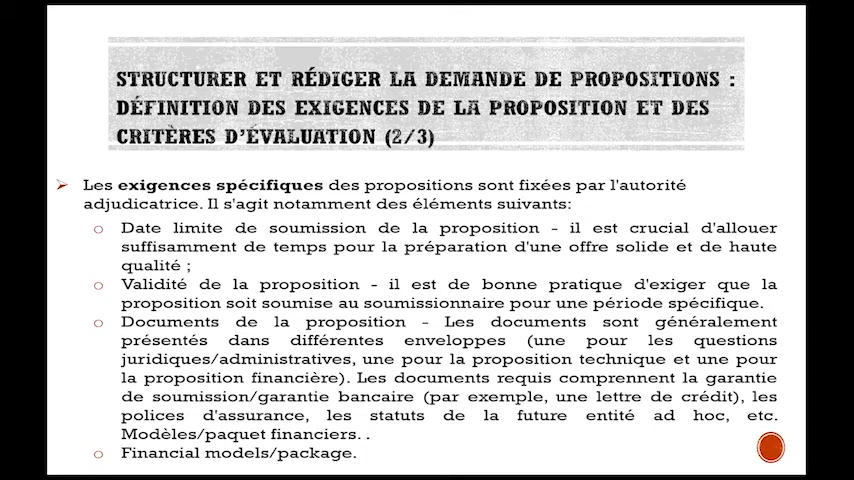 STRUCTURER ET RÉDIGER LA DEMANDE DE PROPOSITIONS :
DÉFINITION DES EXIGENCES DE LA PROPOSITION ET DES
CRITÈRES D'ÉVALUATION (2/3)
➢ Les exigences spécifiques des propositions sont fixées par l'autorité
adjudicatrice. Il s'agit notamment des éléments suivants:
o Date limite de soumission de la proposition - il est crucial d'allouer
suffisamment de temps pour la préparation d'une offre solide et de haute
qualité ;
o Validité de la proposition - il est de bonne pratique d'exiger que la
proposition soit soumise au soumissionnaire pour une période spécifique.
o Documents de la proposition - Les documents sont généralement
présentés dans différentes enveloppes (une pour les questions
juridiques/administratives, une pour la proposition technique et une pour
la proposition financière). Les documents requis comprennent la garantie
de soumission/garantie bancaire (par exemple, une lettre de crédit), les
polices d'assurance, les statuts de la future entité ad hoc, etc.
Modèles/paquet financiers. .
o Financial models/package.